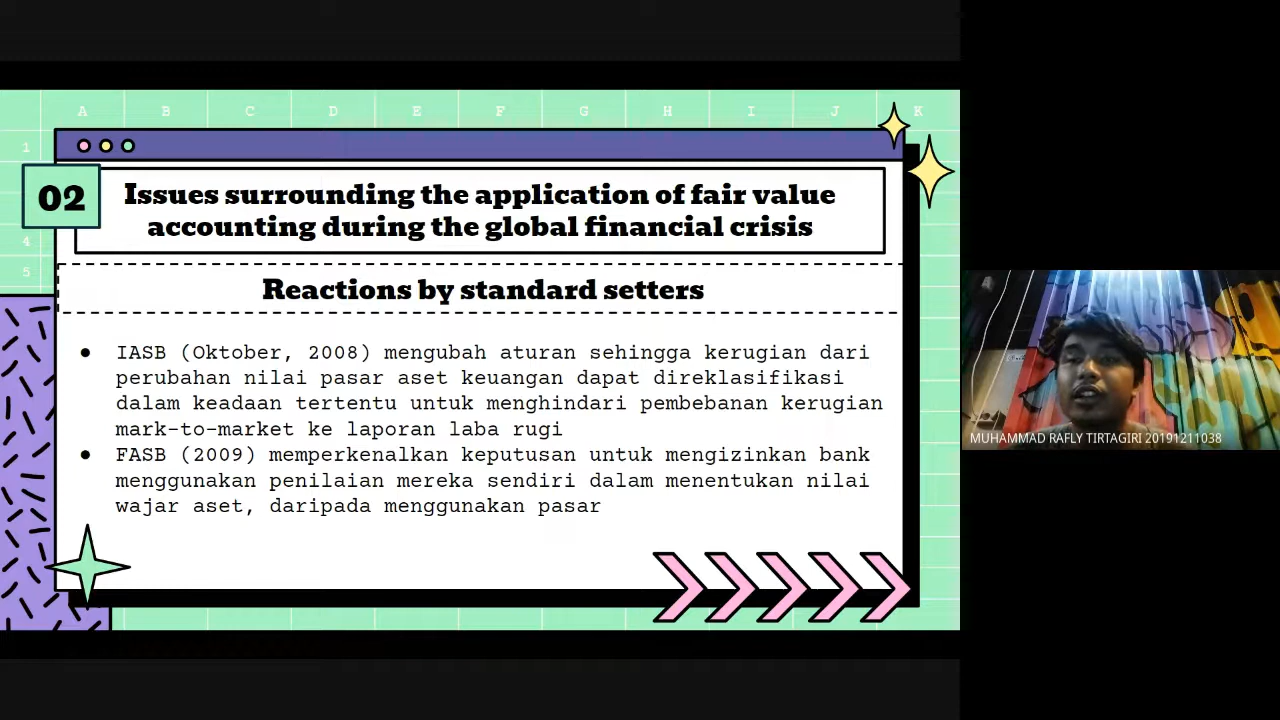 A B C D E F G H I J K
1
02
Issues surrounding the application of fair value
accounting during the global financial crisis
4
5
Reactions by standard setters
● IASB (Oktober, 2008) mengubah aturan sehingga kerugian dari
perubahan nilai pasar aset keuangan dapat direklasifikasi
dalam keadaan tertentu untuk menghindari pembebanan kerugian
mark-to-market ke laporan laba rugi
● FASB (2009) memperkenalkan keputusan untuk mengizinkan bank
menggunakan penilaian mereka sendiri dalam menentukan nilai
wajar aset, daripada menggunakan pasar
MUHAMMAD RAFLY TIRTAGIRI 20191211038